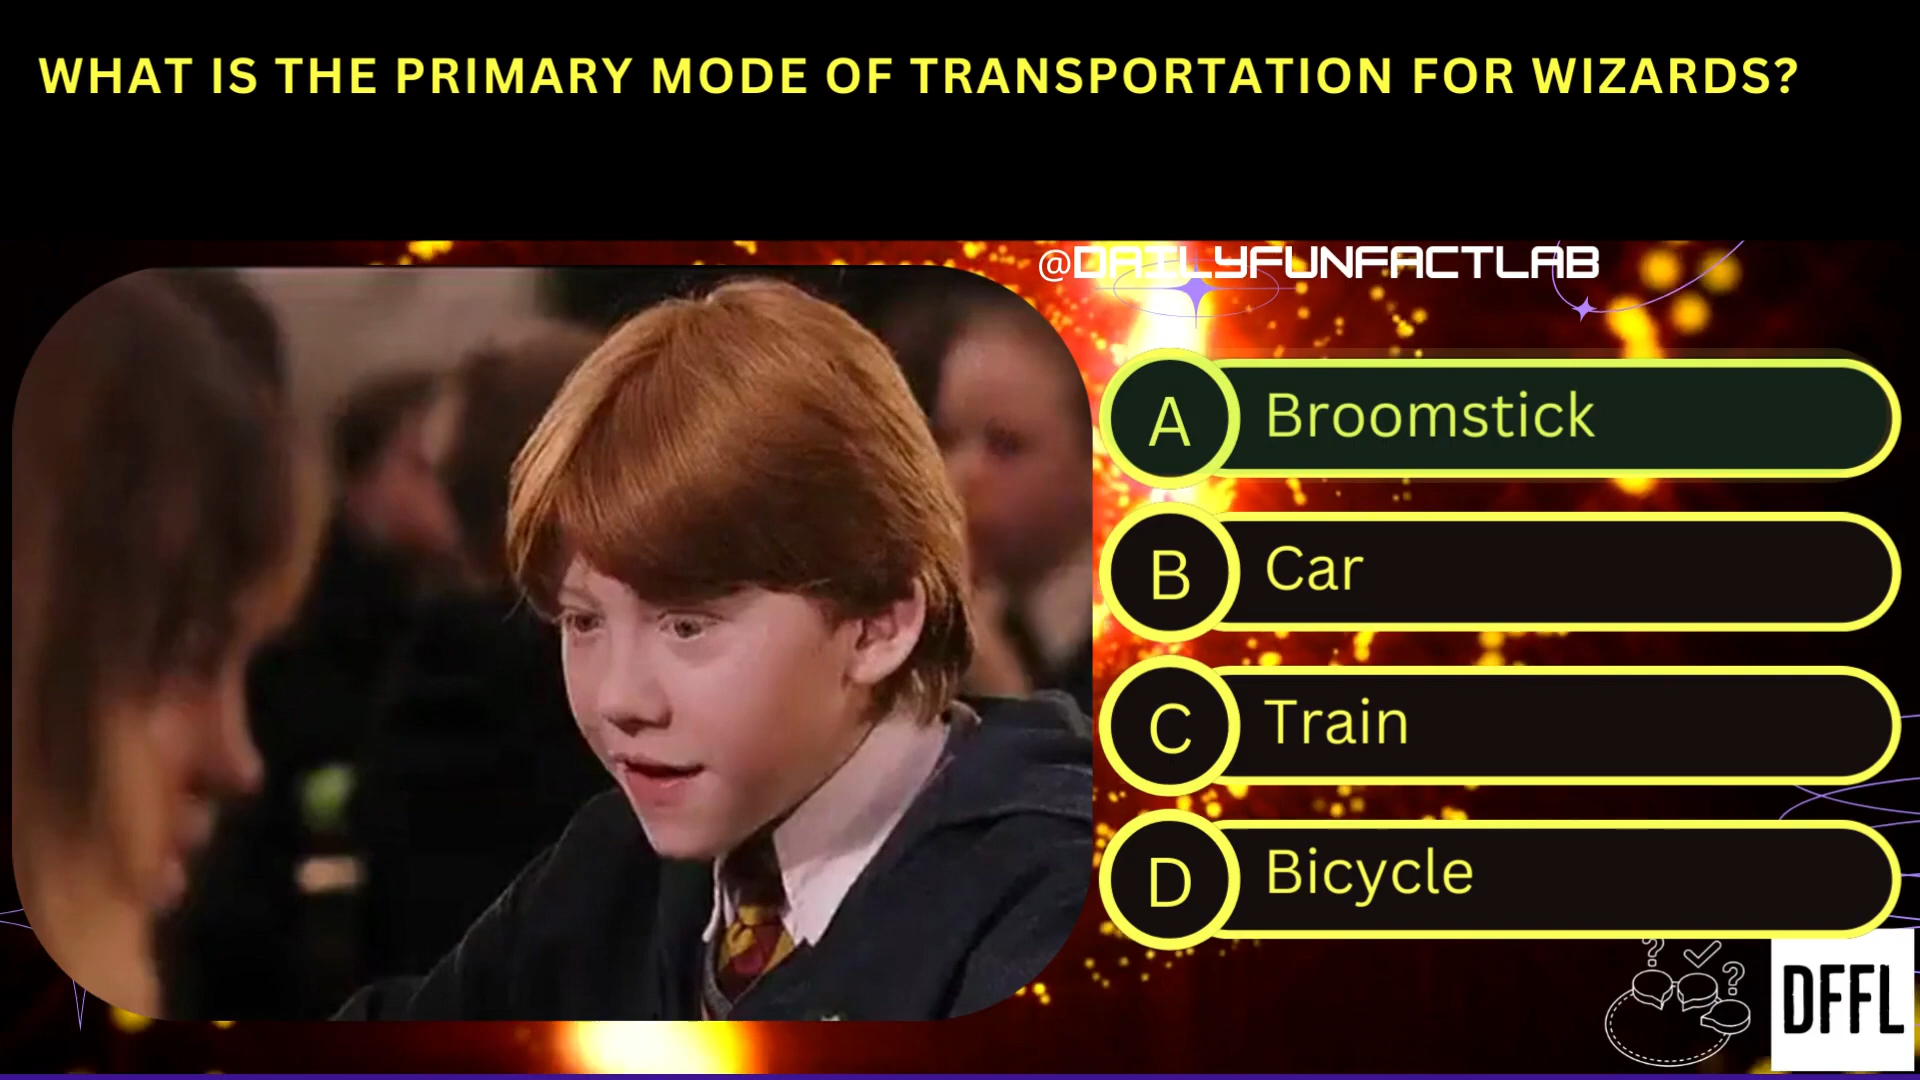 WHAT IS THE PRIMARY MODE OF TRANSPORTATION FOR WIZARDS?
@DAILYFUNFACTLAB
A Broomstick
B Car
C Train
D Bicycle
? ?
DFFL